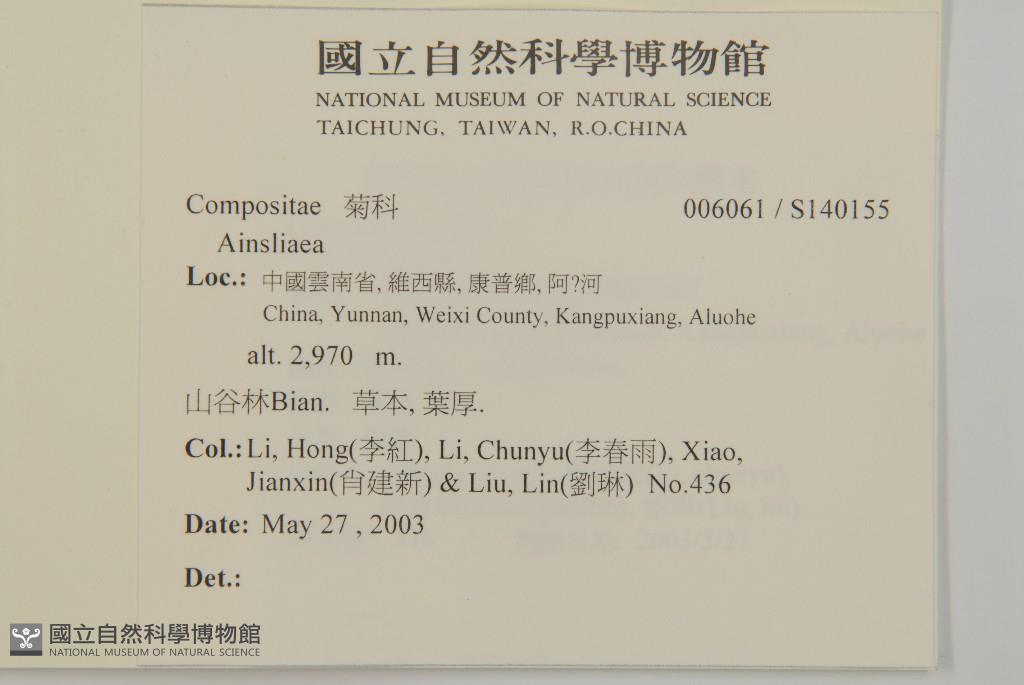 國立自然科學博物館
NATIONAL MUSEUM OF NATURAL SCIENCE
TAICHUNG, TAIWAN, R.O.CHINA
Compositae 菊科 006061 / S140155
Ainsliaea
Loc.: 中國雲南省, 維西縣, 康普鄉, 阿?河
China, Yunnan, Weixi County, Kangpuxiang, Aluohe
alt. 2,970 m.
山谷林Bian. 草本, 葉厚.
Col.: Li, Hong(李紅), Li, Chunyu(李春雨), Xiao,
Jianxin(肖建新) & Liu, Lin(劉琳) No.436
Date: May 27 , 2003
Det.:
國立自然科學博物館
NATIONAL MUSEUM OF NATURAL SCIENCE